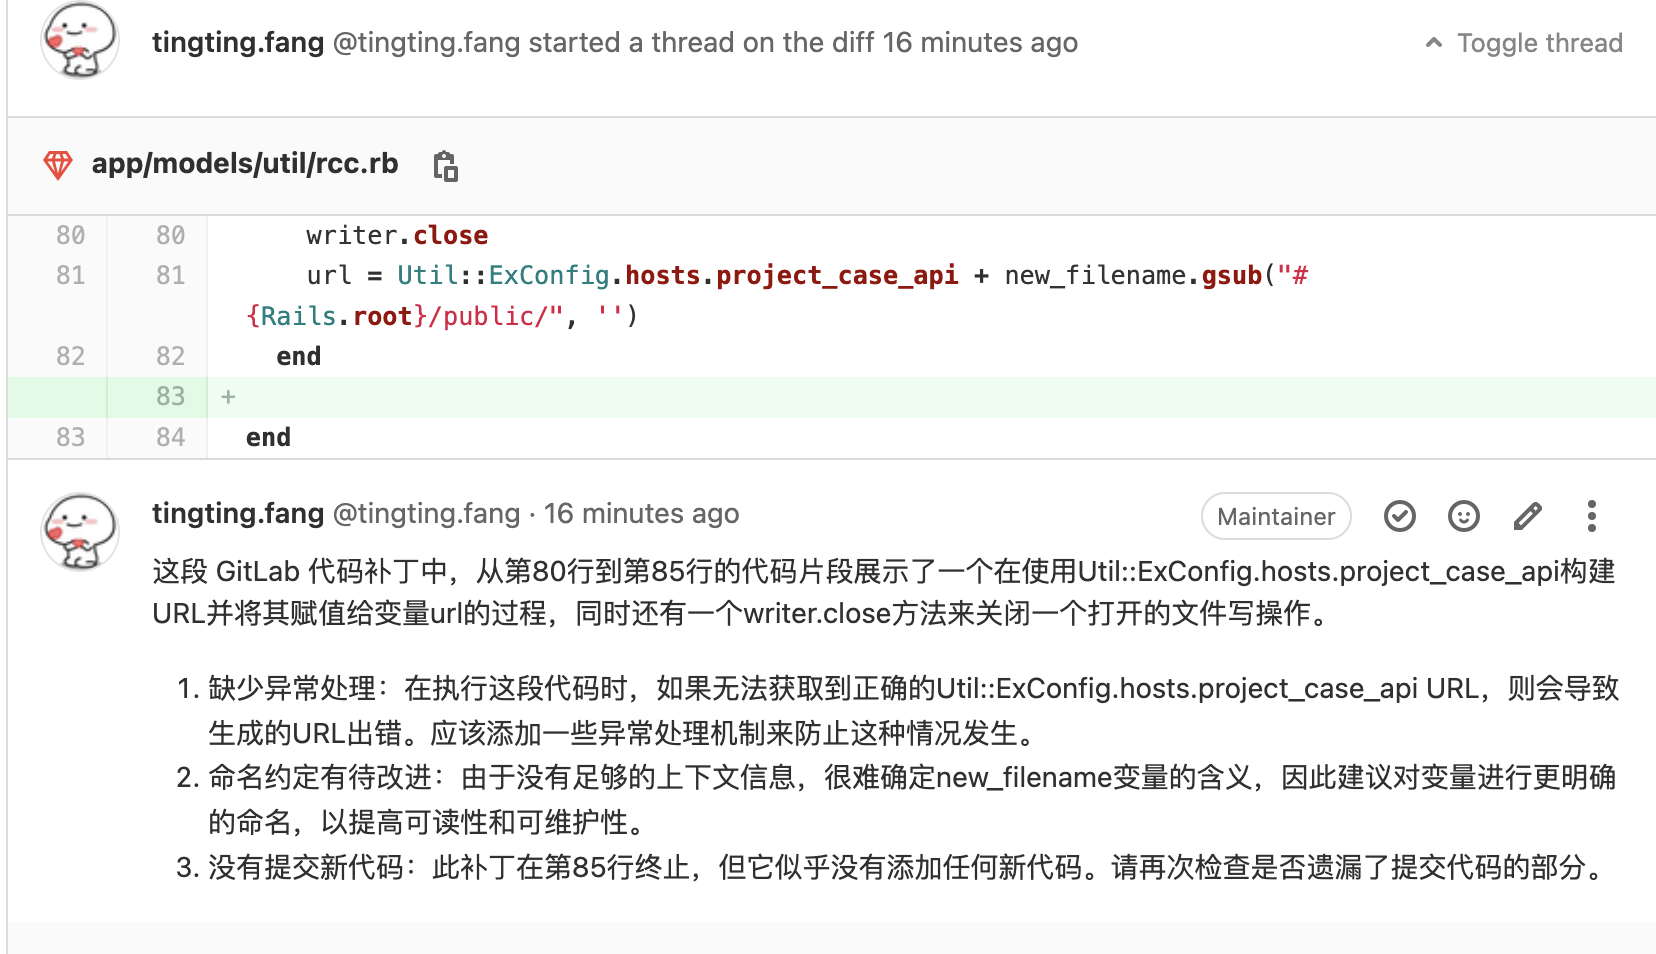 tingting.fang @tingting.fang started a thread on the diff 16 minutes ago
Toggle thread
app/models/util/rcc.rb
80 80 writer.close
81 81 url = Util::ExConfig.hosts.project_case_api + new_filename.gsub("#
{Rails.root}/public/", '')
82 82 end
83 +
83 84 end
tingting.fang @tingting.fang · 16 minutes ago
Maintainer
这段 GitLab 代码补丁中，从第80行到第85行的代码片段展示了一个在使用Util::ExConfig.hosts.project_case_api构建
URL并将其赋值给变量url的过程，同时还有一个writer.close方法来关闭一个打开的文件写操作。
1. 缺少异常处理：在执行这段代码时，如果无法获取到正确的Util::ExConfig.hosts.project_case_api URL，则会导致
生成的URL出错。应该添加一些异常处理机制来防止这种情况发生。
2. 命名约定有待改进：由于没有足够的上下文信息，很难确定new_filename变量的含义，因此建议对变量进行更明确
的命名，以提高可读性和可维护性。
3. 没有提交新代码：此补丁在第85行终止，但它似乎没有添加任何新代码。请再次检查是否遗漏了提交代码的部分。